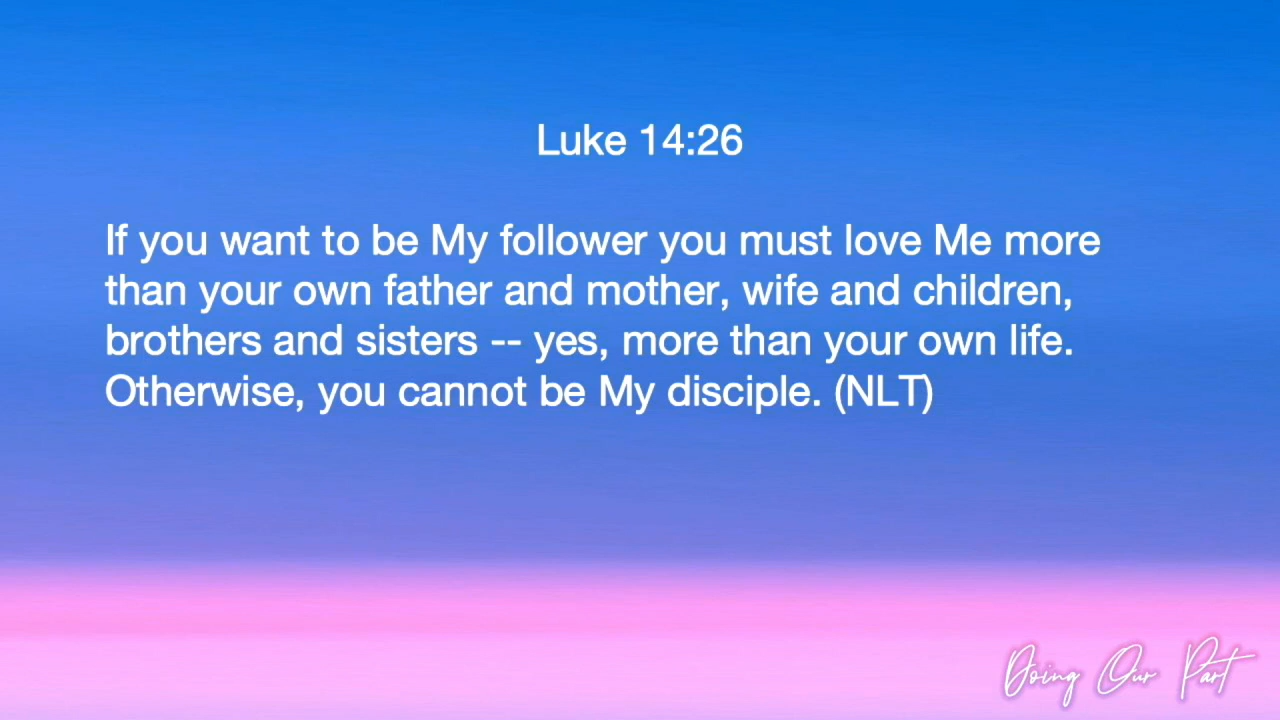 Luke 14:26
If you want to be My follower you must love Me more
than your own father and mother, wife and children,
brothers and sisters -- yes, more than your own life.
Otherwise, you cannot be My disciple. (NLT)
Doing Our Part